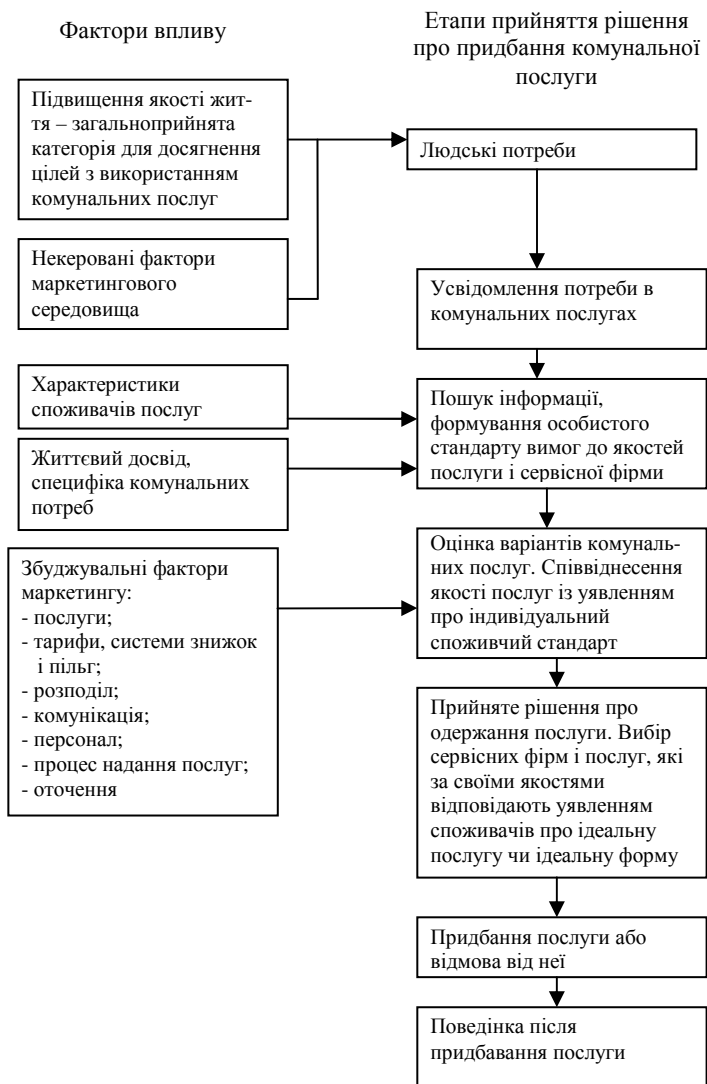 Фактори впливу
Підвищення якості жит-
тя – загальноприйнята
категорія для досягнення
цілей з використанням
комунальних послуг
Некеровані фактори
маркетингового
середовища
Характеристики
споживачів послуг
Життєвий досвід,
специфіка комунальних
потреб
Збуджувальні фактори
маркетингу:
- послуги;
- тарифи, системи знижок
і пільг;
- розподіл;
- комунікація;
- персонал;
- процес надання послуг;
- оточення
Етапи прийняття рішення
про придбання комунальної
послуги
Людські потреби
Усвідомлення потреби в
комунальних послугах
Пошук інформації,
формування особистого
стандарту вимог до якостей
послуги і сервісної фірми
Оцінка варіантів комуналь-
них послуг. Співвіднесення
якості послуг із уявленням
про індивідуальний
споживчий стандарт
Прийняте рішення про
одержання послуги. Вибір
сервісних фірм і послуг, які
за своїми якостями
відповідають уявленням
споживачів про ідеальну
послугу чи ідеальну форму
Придбання послуги або
відмова від неї
Поведінка після
придбавання послуги